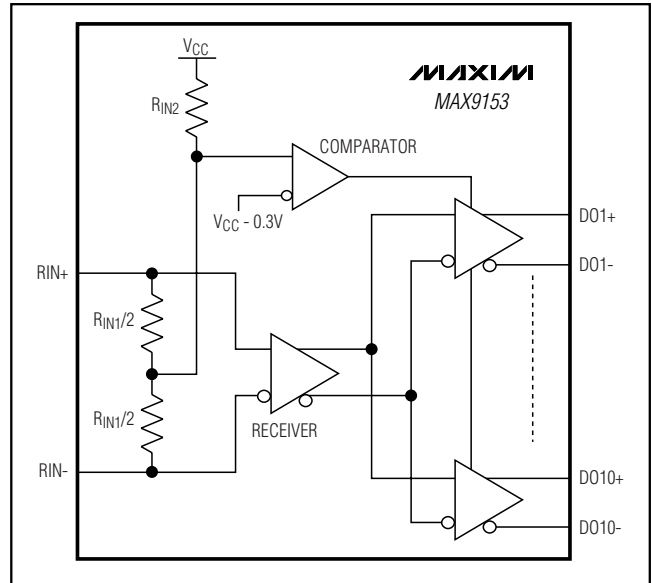 VCC
RIN2
MAXIM
MAX9153
COMPARATOR
VCC - 0.3V
DO1+
DO1-
RIN+
RIN1/2
RIN1/2
RECEIVER
RIN-
DO10+
DO10-